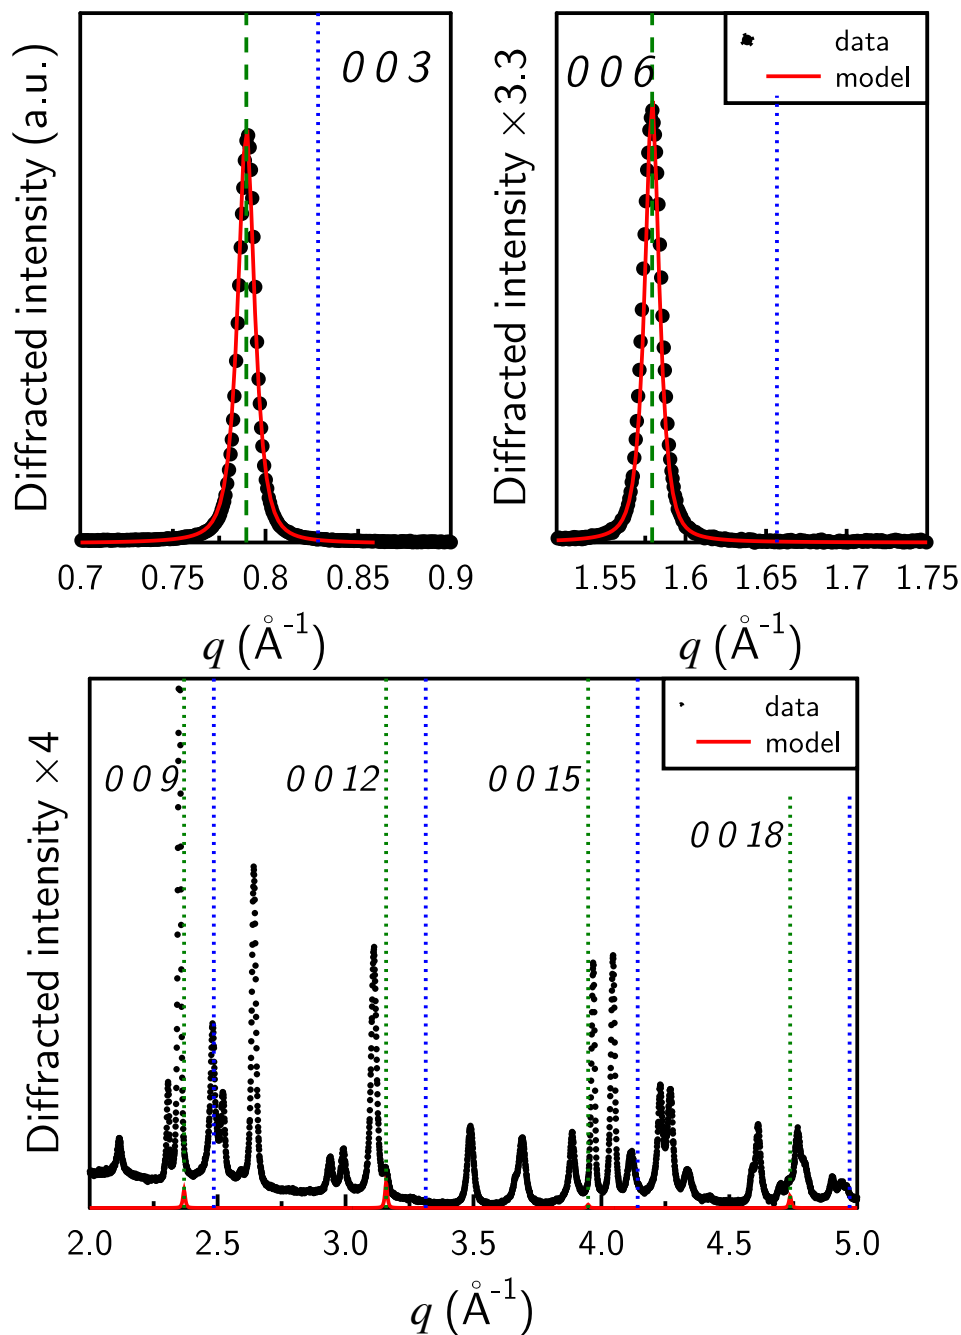 Diffracted intensity (a.u.)
0 0 3
0.7 0.75 0.8 0.85 0.9
q (Å-1)
Diffracted intensity ×3.3
0 0 6
data
model
1.55 1.6 1.65 1.7 1.75
q (Å-1)
Diffracted intensity ×4
data
model
0 0 9 0 0 12 0 0 15
0 0 18
2.0 2.5 3.0 3.5 4.0 4.5 5.0
q (Å-1)